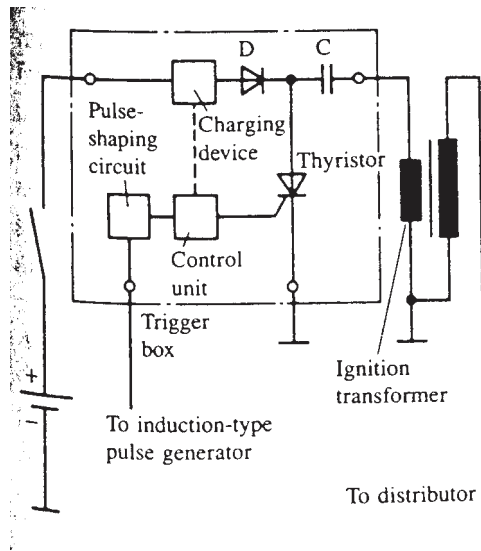 D
C
Pulse-
shaping
circuit
Charging
device
Thyristor
Control
unit
Trigger
box
+
−
Ignition
transformer
To induction-type
pulse generator
To distributor